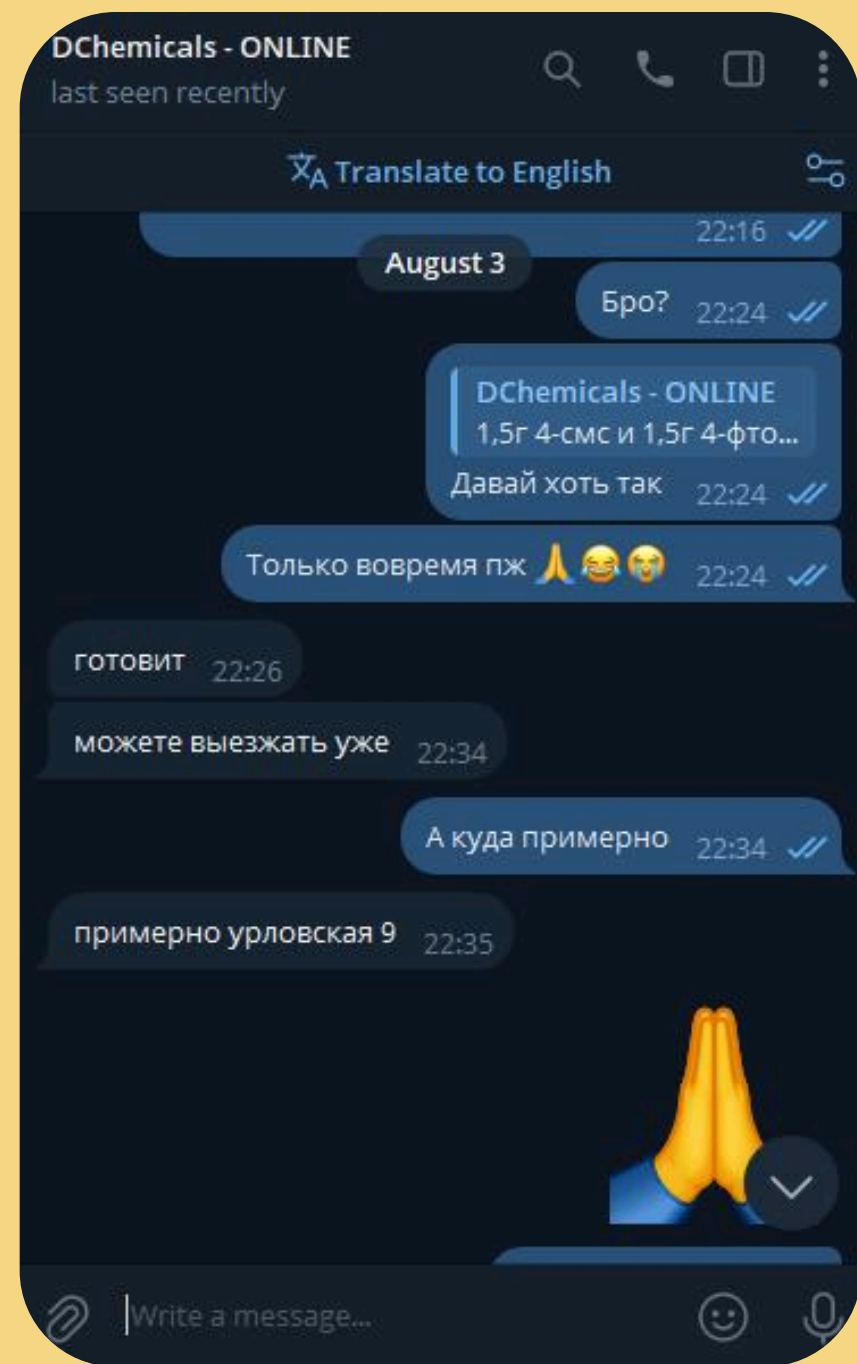 DChemicals - ONLINE
last seen recently
Translate to English
22:16
August 3
Бро? 22:24
DChemicals - ONLINE
1,5г 4-смс и 1,5г 4-фто...
Давай хоть так 22:24
Только вовремя пж 🙏😂😭 22:24
готовит 22:26
можете выезжать уже 22:34
А куда примерно 22:34
примерно урловская 9 22:35
Write a message...